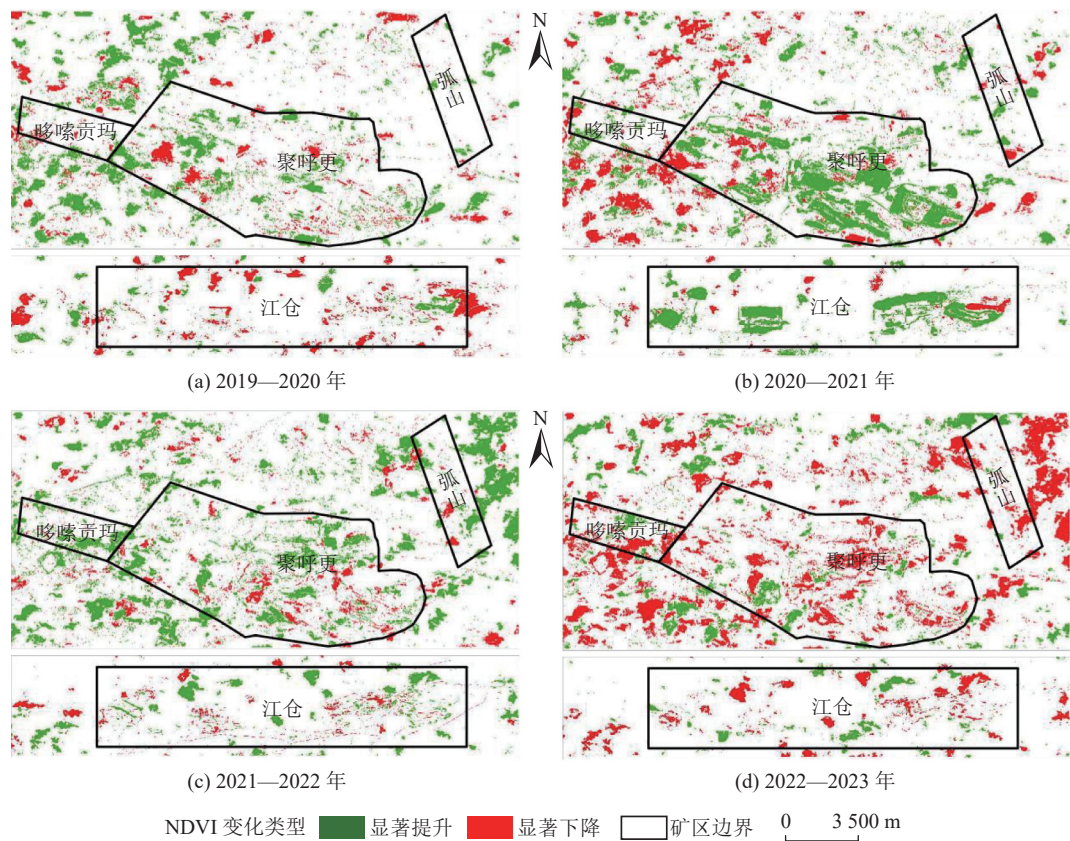 N
弧山
哆嗦贡玛
聚呼更
江仓
(a) 2019—2020 年
弧山
哆嗦贡玛
聚呼更
江仓
(b) 2020—2021 年
N
弧山
哆嗦贡玛
聚呼更
江仓
(c) 2021—2022 年
弧山
哆嗦贡玛
聚呼更
江仓
(d) 2022—2023 年
NDVI 变化类型 显著提升 显著下降 矿区边界 0 3 500 m